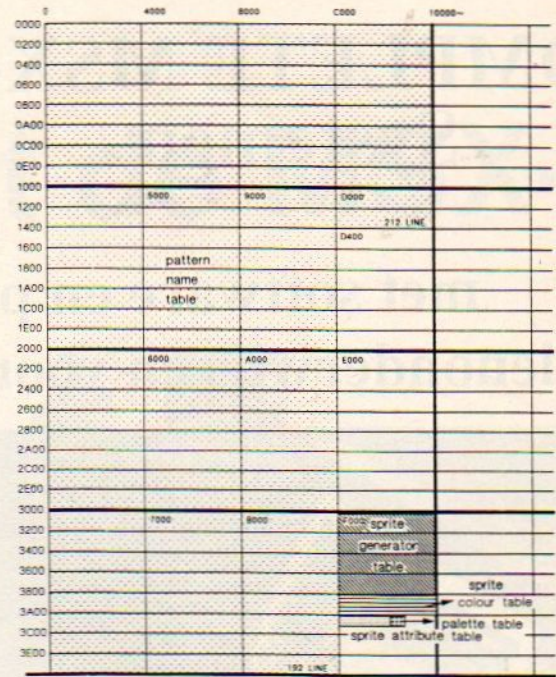 0 4000 8000 C000 10000~
0000
0200
0400
0600
0800
0A00
0C00
0E00
1000 5000 9000 D000
1200
212 LINE
1400
D400
1600
pattern
1800
name
1A00
table
1C00
1E00
2000
6000 A000 E000
2200
2400
2600
2800
2A00
2C00
2E00
3000
7000 B000 F000 sprite
3200
generator
3400
table
3600
3800 sprite
colour table
3A00
palette table
3C00 sprite attribute table
3E00
192 LINE